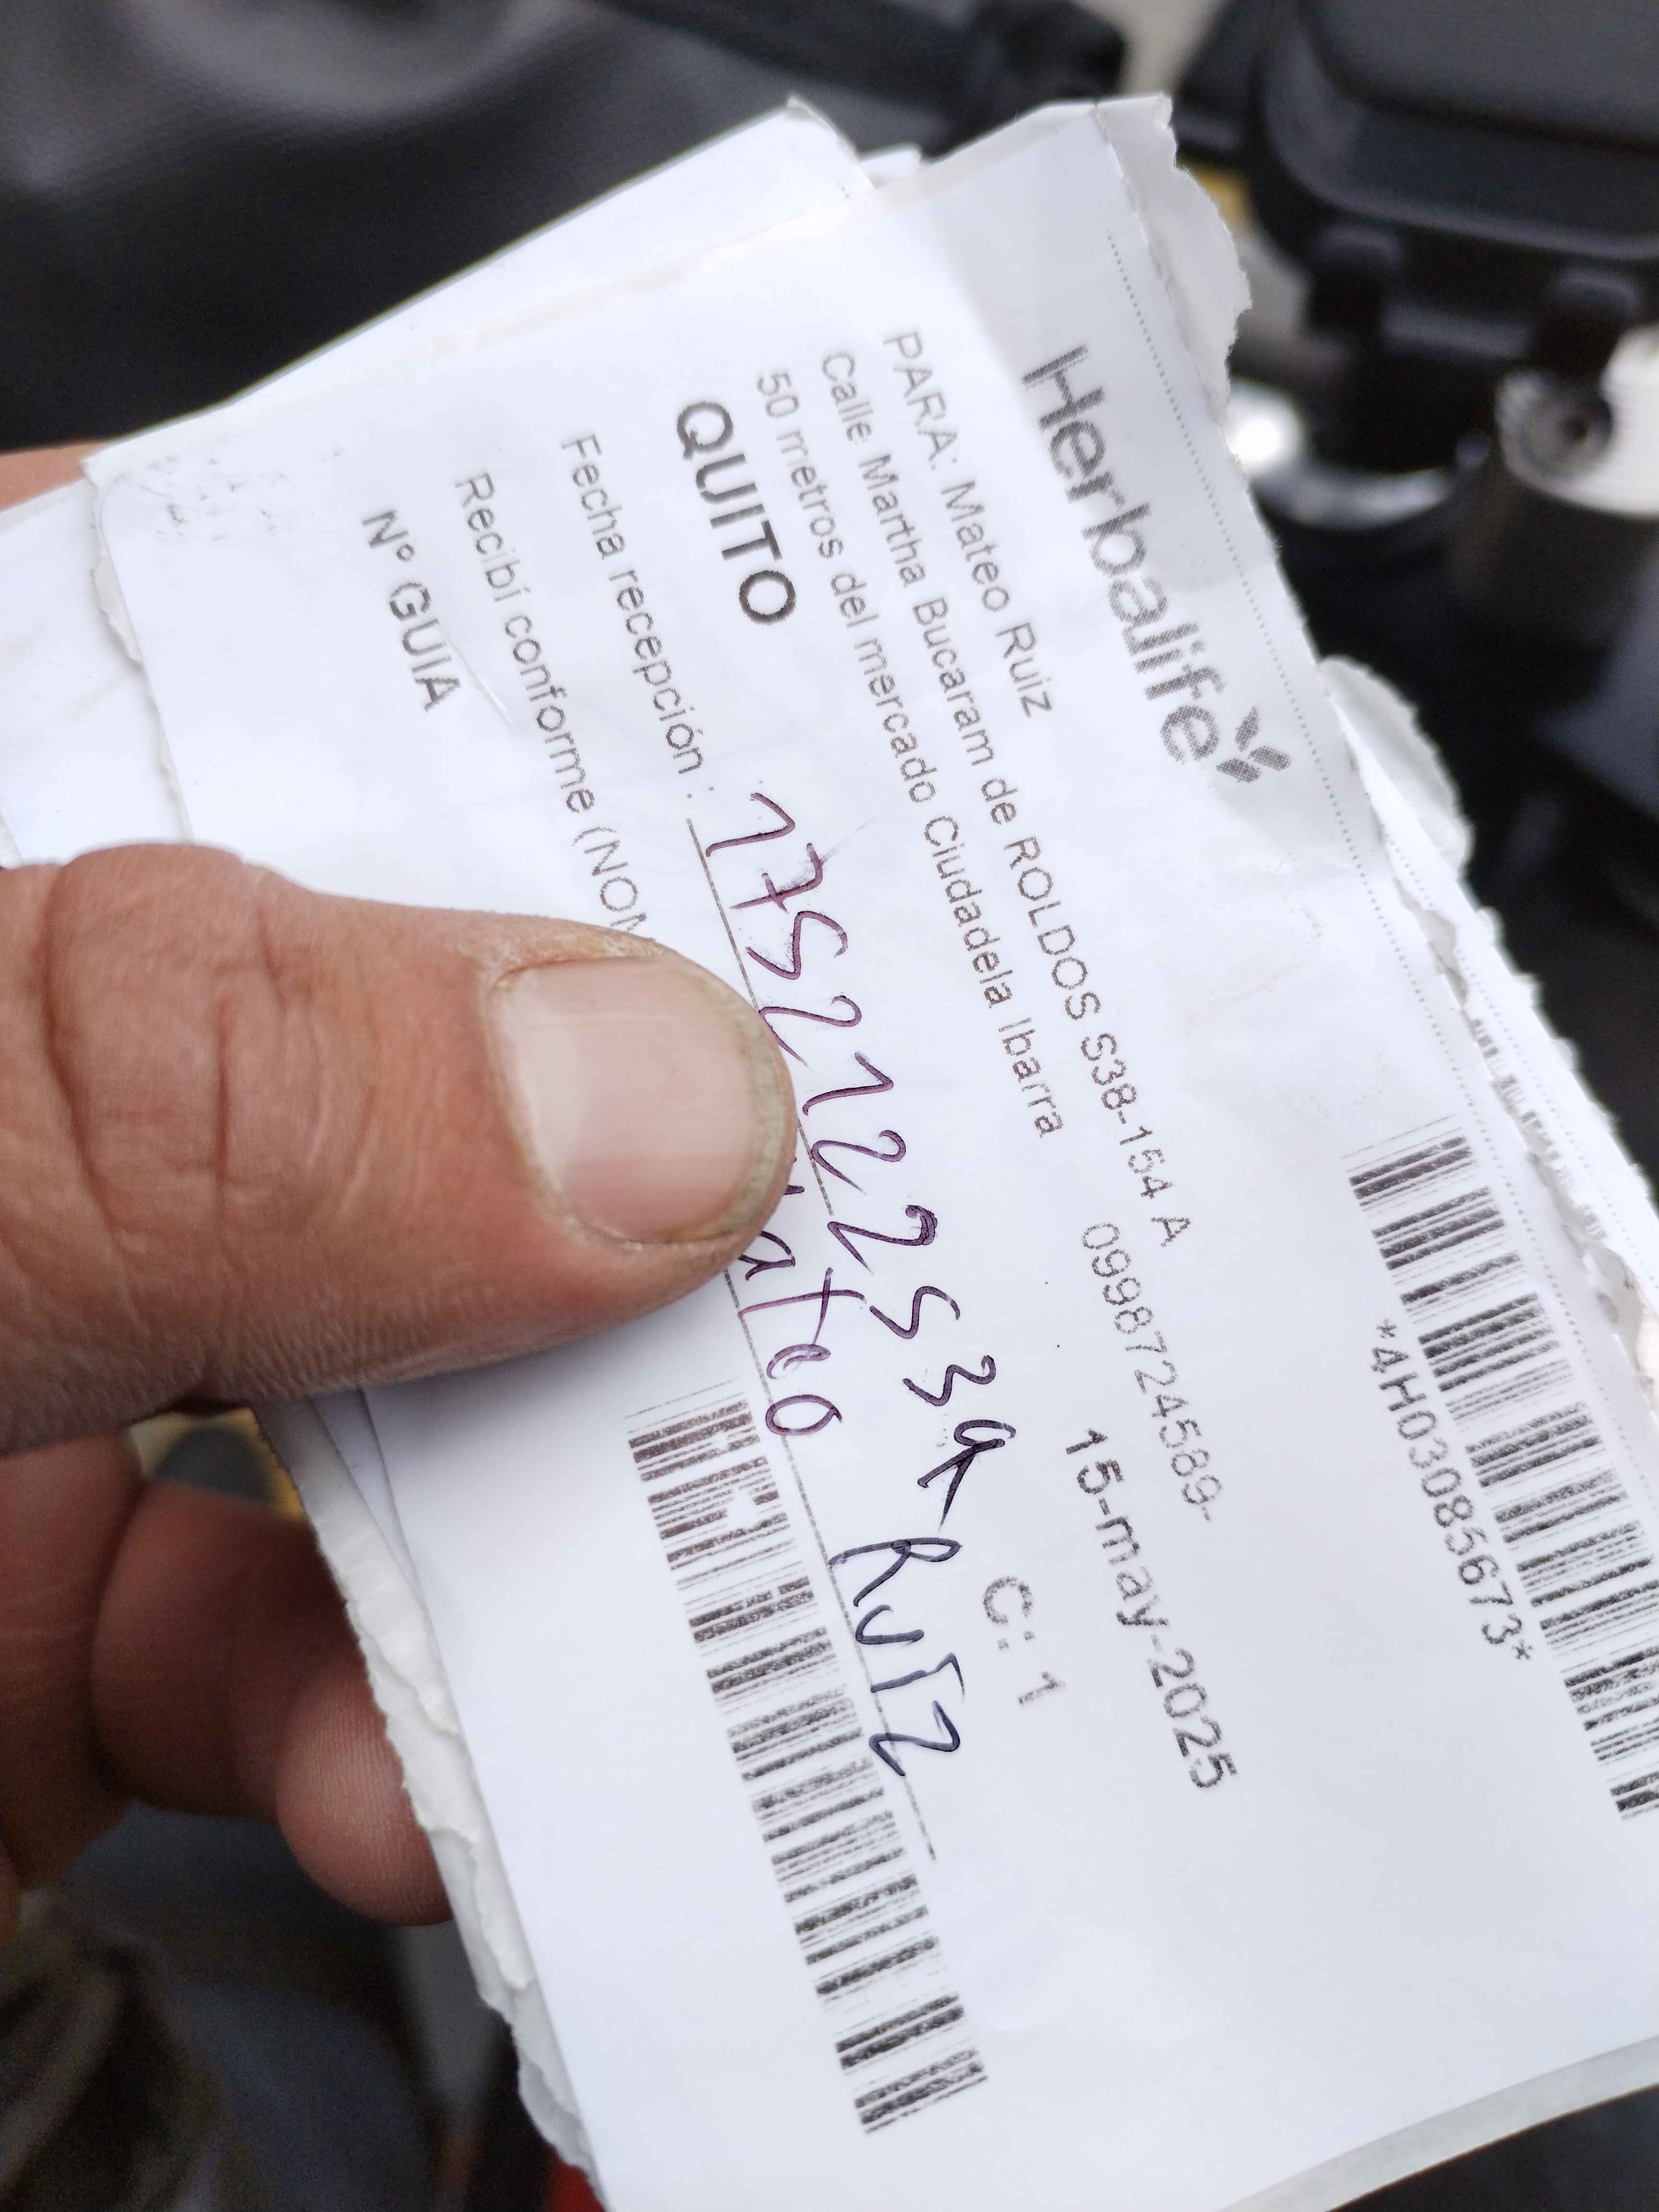 Herbalife
*4H03085673*
PARA: Mateo Ruiz
Calle Martha Bucaram de ROLDOS S38-154 A
50 metros del mercado Ciudadela Ibarra
0998724589-
QUITO
15-may-2025
C: 1
Fecha recepción :
Recibí conforme (NOM
Ruiz
Nº GUIA